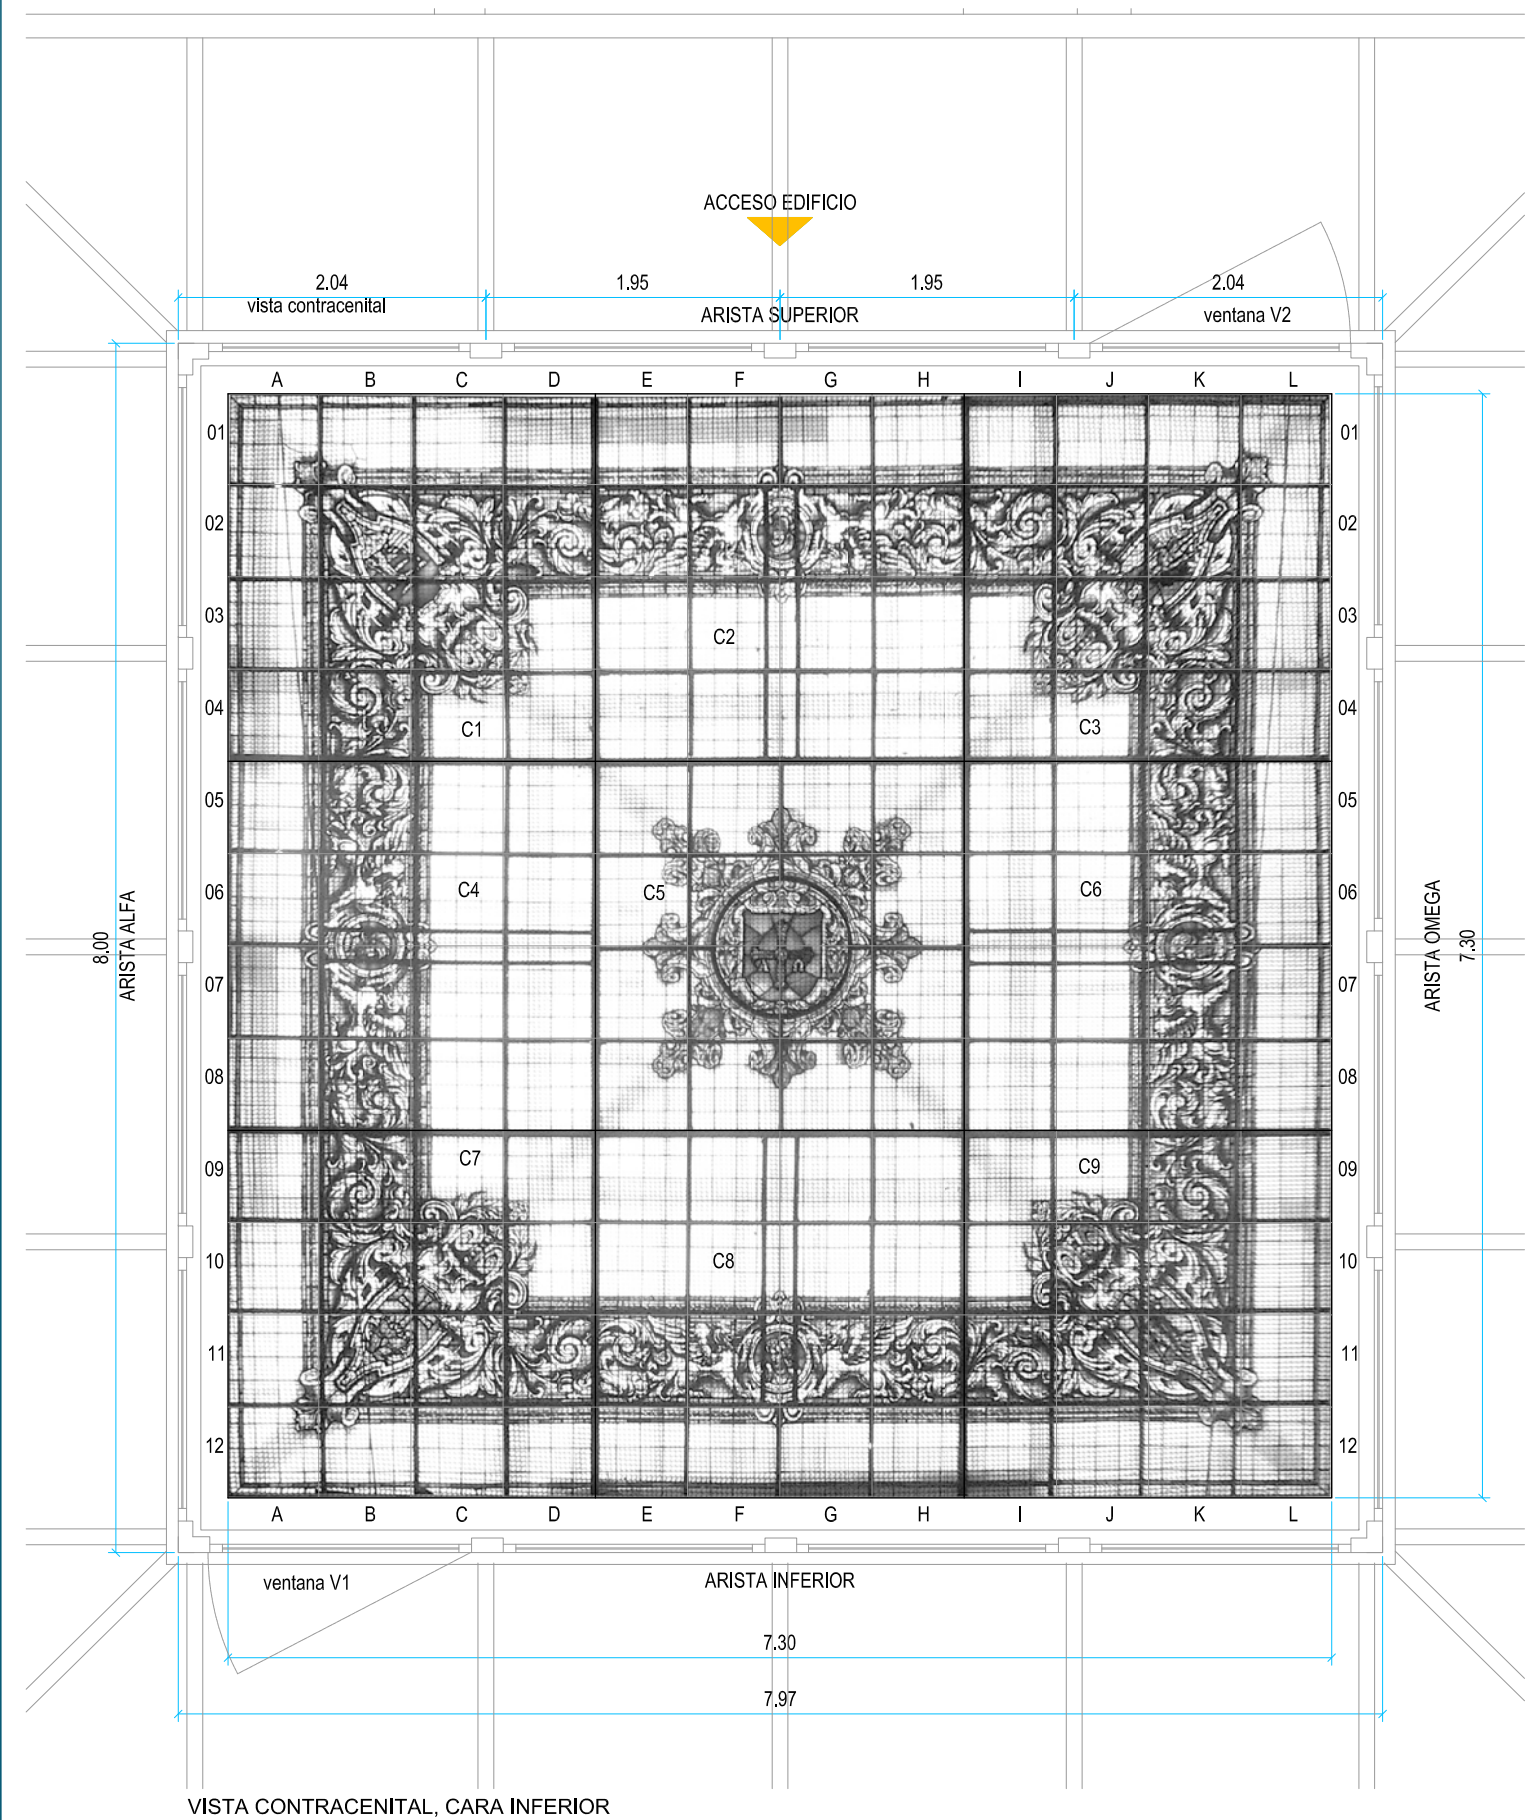 ACCESO EDIFICIO
2.04
1.95
1.95
2.04
vista contracenital
ARISTA SUPERIOR
ventana V2
A B C D E F G H I J K L
01 01
02 02
03 03
C2
04 04
C1 C3
05 05
06 06
C4 C5 C6
8.00
ARISTA ALFA
ARISTA OMEGA
7.30
07 07
08 08
09 09
C7 C9
10 10
C8
11 11
12 12
A B C D E F G H I J K L
ventana V1
ARISTA INFERIOR
7.30
7.97
VISTA CONTRACENITAL, CARA INFERIOR